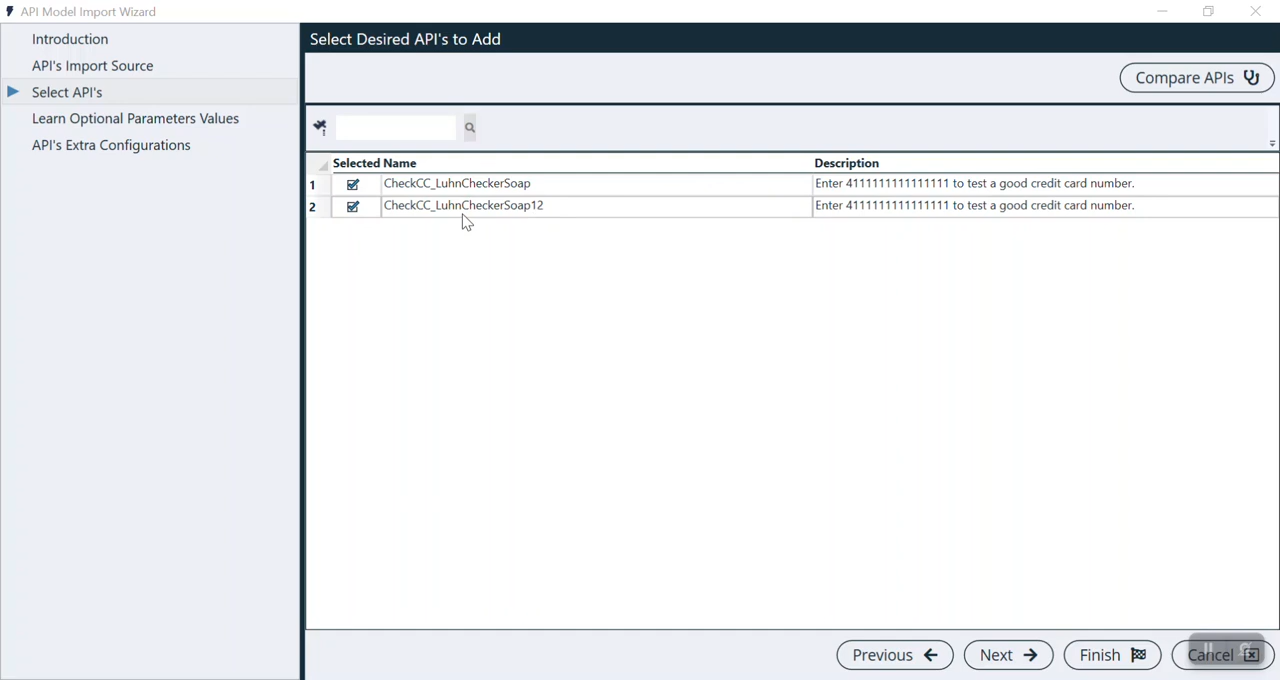 API Model Import Wizard
Introduction
API's Import Source
Select API's
Learn Optional Parameters Values
API's Extra Configurations
Select Desired API's to Add
Compare APIs
Selected Name Description
1 CheckCC_LuhnCheckerSoap Enter 4111111111111111 to test a good credit card number.
2 CheckCC_LuhnCheckerSoap12 Enter 4111111111111111 to test a good credit card number.
Previous Next Finish Cancel